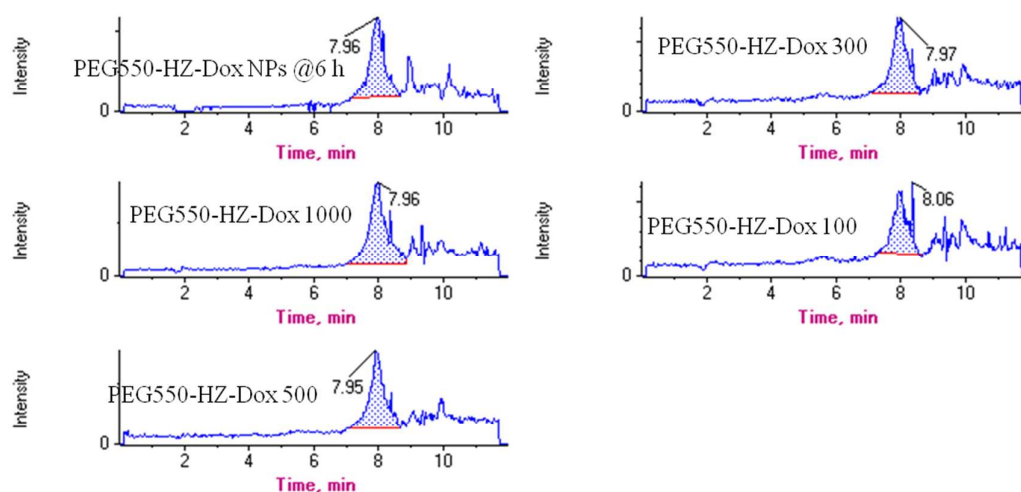 Intensity
7.96
PEG550-HZ-Dox NPs @6 h
0
2 4 6 8 10
Time, min
Intensity
PEG550-HZ-Dox 300
7.97
0
2 4 6 8 10
Time, min
Intensity
7.96
PEG550-HZ-Dox 1000
0
2 4 6 8 10
Time, min
Intensity
8.06
PEG550-HZ-Dox 100
0
2 4 6 8 10
Time, min
Intensity
7.95
PEG550-HZ-Dox 500
0
2 4 6 8 10
Time, min